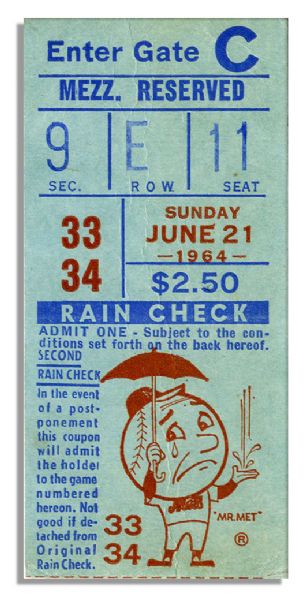 Enter Gate C
MEZZ. RESERVED
9 E 11
SEC. ROW SEAT
33
34
SUNDAY
JUNE 21
-1964-
$2.50
RAIN CHECK
ADMIT ONE - Subject to the con-
ditions set forth on the back hereof.
SECOND
RAIN CHECK
In the event
of a post-
ponement
this coupon
will admit
the holder
to the game
numbered
hereon. Not
good if de-
tached from
Original
Rain Check.
33
34
Mets
"MR. MET"
®